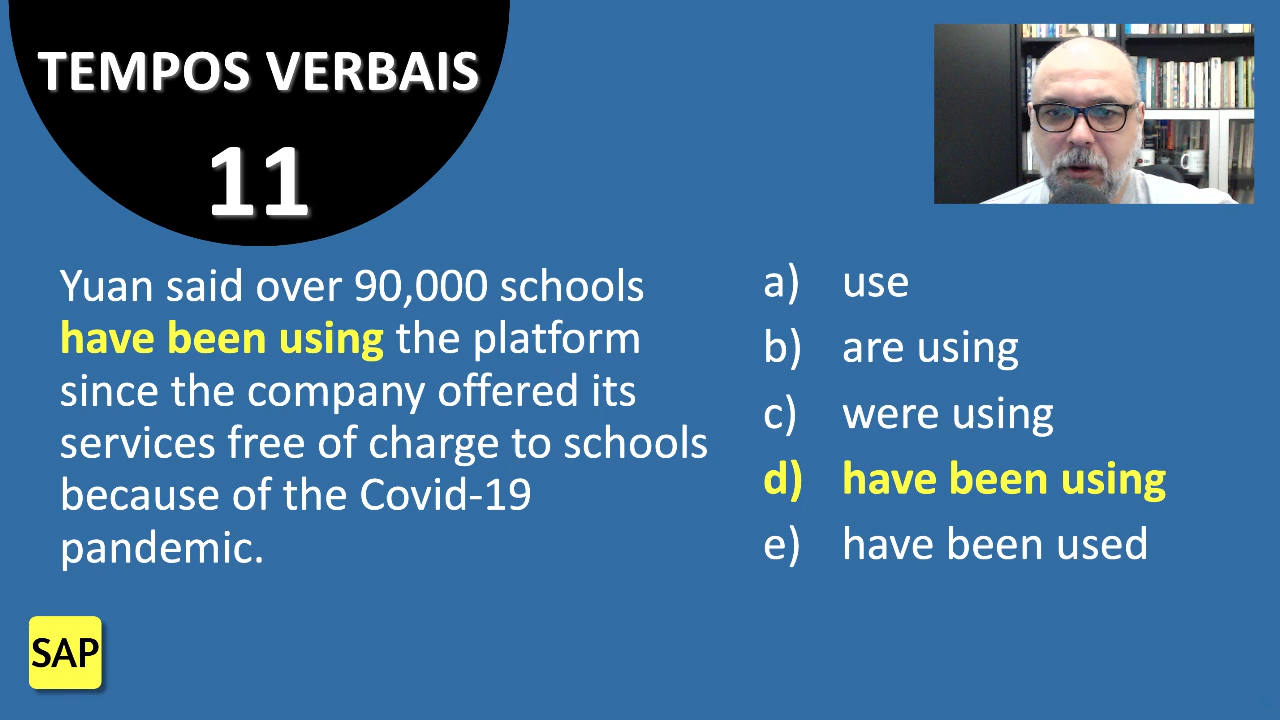 TEMPOS VERBAIS
11
Yuan said over 90,000 schools
have been using the platform
since the company offered its
services free of charge to schools
because of the Covid-19
pandemic.
a) use
b) are using
c) were using
d) have been using
e) have been used
SAP